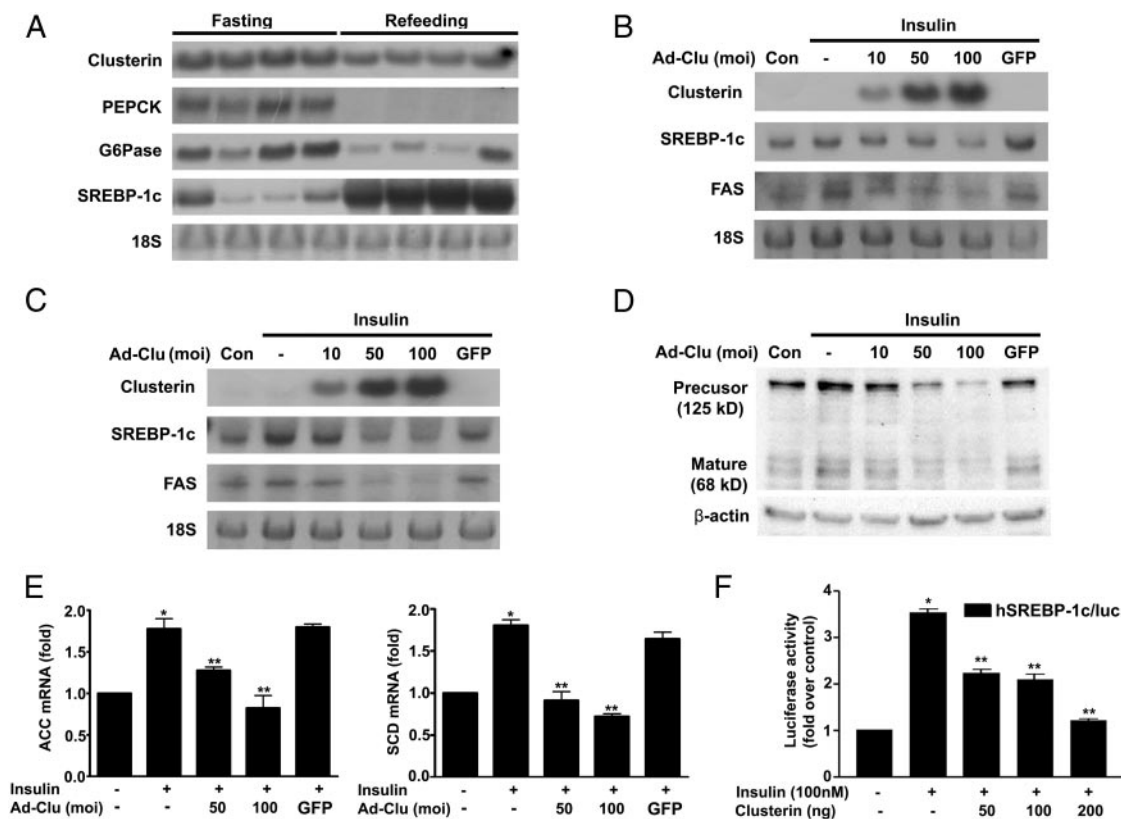 A
Fasting Refeeding
Clusterin
PEPCK
G6Pase
SREBP-1c
18S
B
Insulin
Ad-Clu (moi) Con - 10 50 100 GFP
Clusterin
SREBP-1c
FAS
18S
C
Insulin
Ad-Clu (moi) Con - 10 50 100 GFP
Clusterin
SREBP-1c
FAS
18S
D
Insulin
Ad-Clu (moi) Con - 10 50 100 GFP
Precusor
(125 kD)
Mature
(68 kD)
β-actin
E
ACC mRNA (fold)
2.0
1.5
1.0
0.5
0.0
* ** **
Insulin - + + + +
Ad-Clu (moi) - - 50 100 GFP
SCD mRNA (fold)
2.0
1.5
1.0
0.5
0.0
* ** **
Insulin - + + + +
Ad-Clu (moi) - - 50 100 GFP
F
Luciferase activity
(fold over control)
4
3
2
1
0
hSREBP-1c/luc
* ** ** **
Insulin (100nM) - + + + +
Clusterin (ng) - - 50 100 200